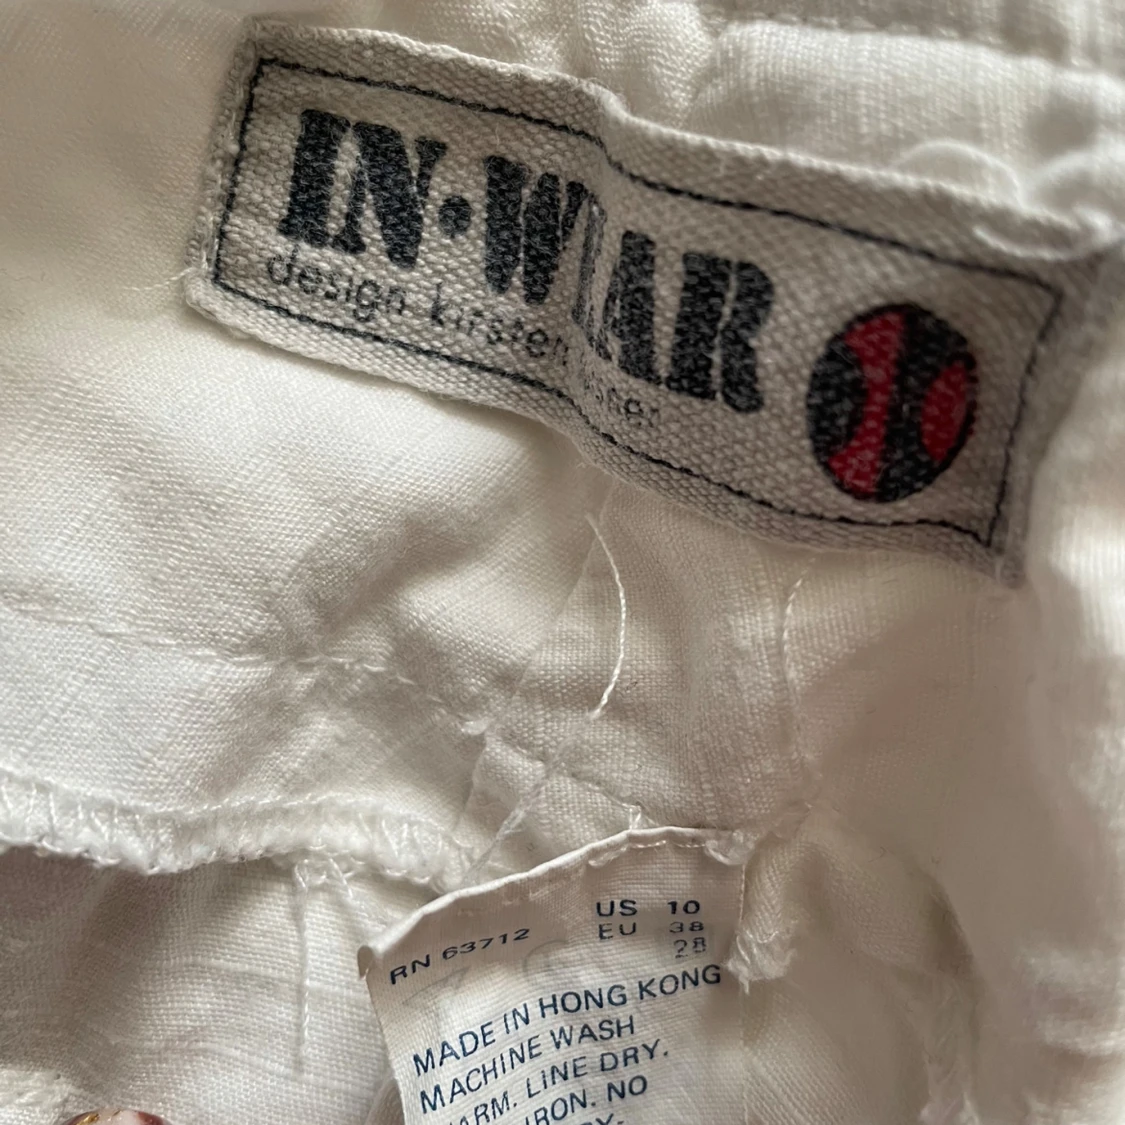 IN·WEAR
design kirsten
RN 63712
US 10
EU 38
28
MADE IN HONG KONG
MACHINE WASH
LINE DRY.
IRON. NO